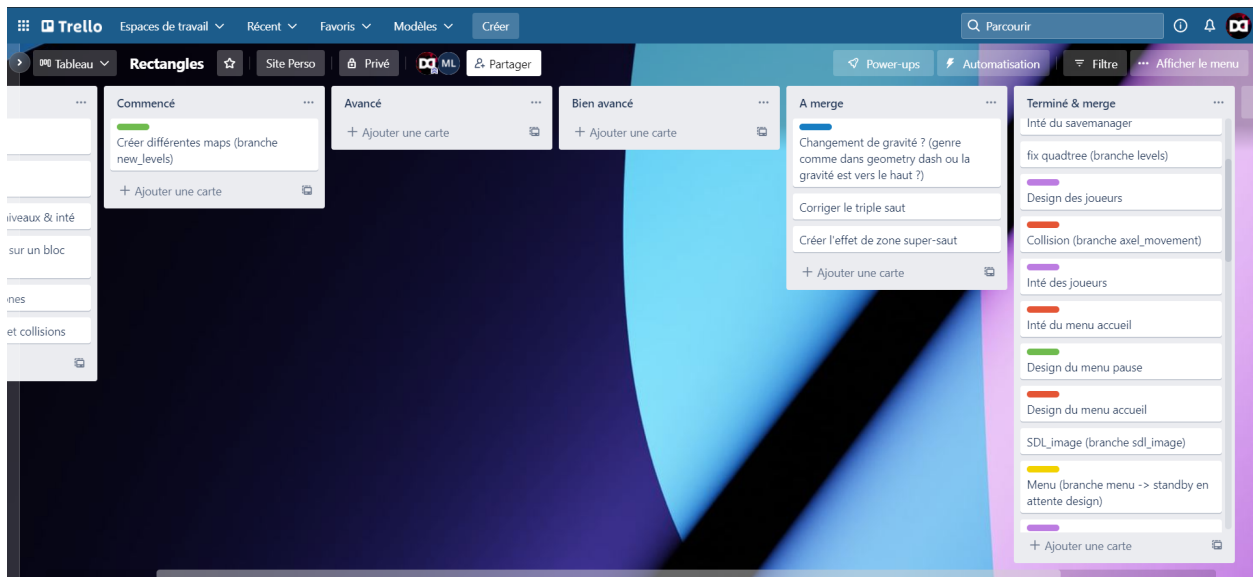 Trello Espaces de travail Récent Favoris Modèles Créer Parcourir
Tableau Rectangles Site Perso Privé ML Partager Power-ups Automatisation Filtre Afficher le menu
iveaux & inté
sur un bloc
et collisions
Commencé
Créer différentes maps (branche
new_levels)
+ Ajouter une carte
Avancé
+ Ajouter une carte
Bien avancé
+ Ajouter une carte
A merge
Changement de gravité ? (genre
comme dans geometry dash ou la
gravité est vers le haut ?)
Corriger le triple saut
Créer l'effet de zone super-saut
+ Ajouter une carte
Terminé & merge
Inté du savemanager
fix quadtree (branche levels)
Design des joueurs
Collision (branche axel_movement)
Inté des joueurs
Inté du menu accueil
Design du menu pause
Design du menu accueil
SDL_image (branche sdl_image)
Menu (branche menu -> standby en
attente design)
+ Ajouter une carte